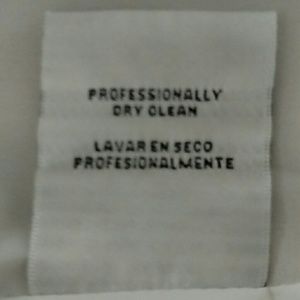 PROFESSIONALLY
DRY CLEAN
LAVAR EN SECO
PROFESIONALMENTE